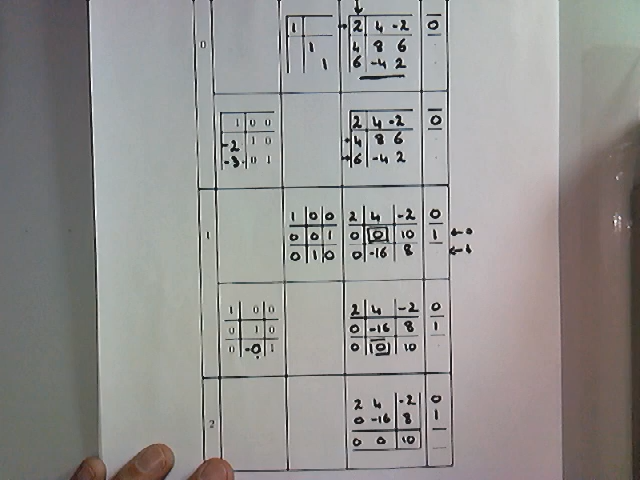 0 1 2 4 -2 0
1 4 8 6
1 6 -4 2
1 0 0 2 4 -2 0
-2 1 0 4 8 6
-3 0 1 6 -4 2
1 0 0 2 4 -2 0
1 0 0 1 0 0 10 1
0 1 0 0 -16 8
1 0 0 2 4 -2 0
0 1 0 0 -16 8 1
0 -0 1 0 0 10
2 4 -2 0
2 0 -16 8 1
0 0 10